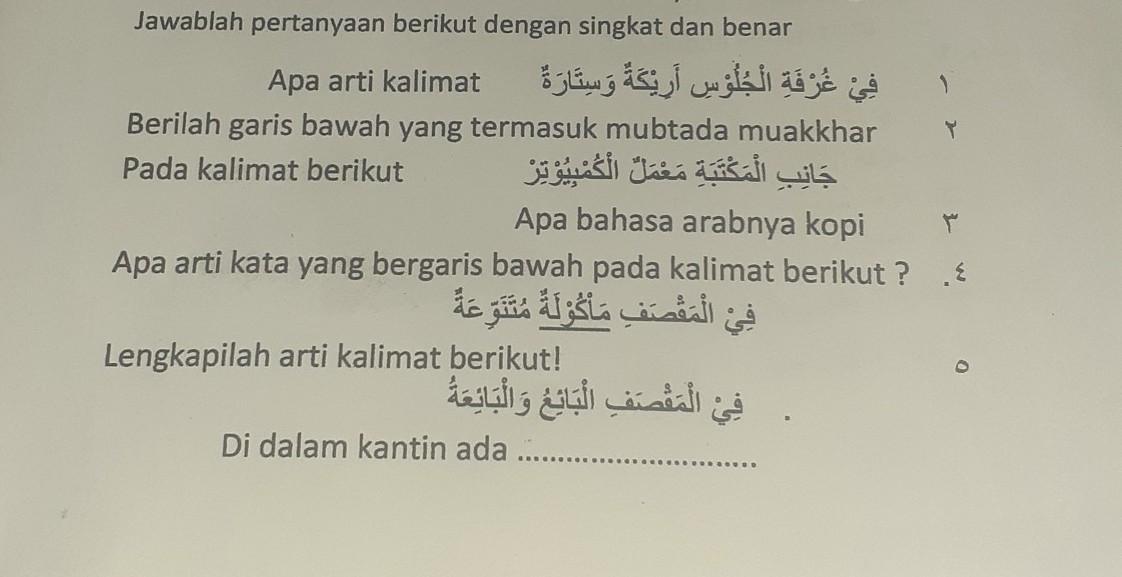 Jawablah pertanyaan berikut dengan singkat dan benar
١ فِيْ غُرْفَةِ الْجُلُوْسِ أَرِيْكَةٌ وَسِتَارَةٌ Apa arti kalimat
٢ Berilah garis bawah yang termasuk mubtada muakkhar
Pada kalimat berikut جَانِبِ الْمَكْتَبَةِ مَعْمَلٌ الْكُمْبِيُوْتِرْ
٣ Apa bahasa arabnya kopi
٤. Apa arti kata yang bergaris bawah pada kalimat berikut ?
فِيْ الْمَقْصَفِ مَأْكُوْلَةٌ مُتَنَوِّعَةٌ
٥ Lengkapilah arti kalimat berikut!
. فِيْ الْمَقْصَفِ الْبَائِعُ وَالْبَائِعَةُ
Di dalam kantin ada ..............................